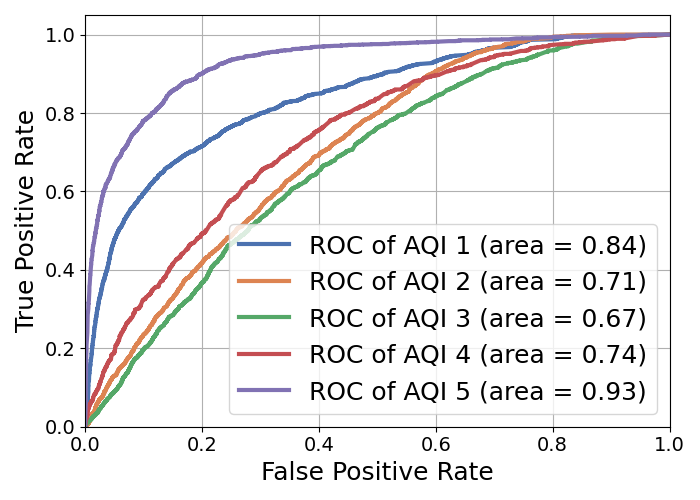 1.0
0.8
0.6
0.4
0.2
0.0
True Positive Rate
ROC of AQI 1 (area = 0.84)
ROC of AQI 2 (area = 0.71)
ROC of AQI 3 (area = 0.67)
ROC of AQI 4 (area = 0.74)
ROC of AQI 5 (area = 0.93)
0.0 0.2 0.4 0.6 0.8 1.0
False Positive Rate